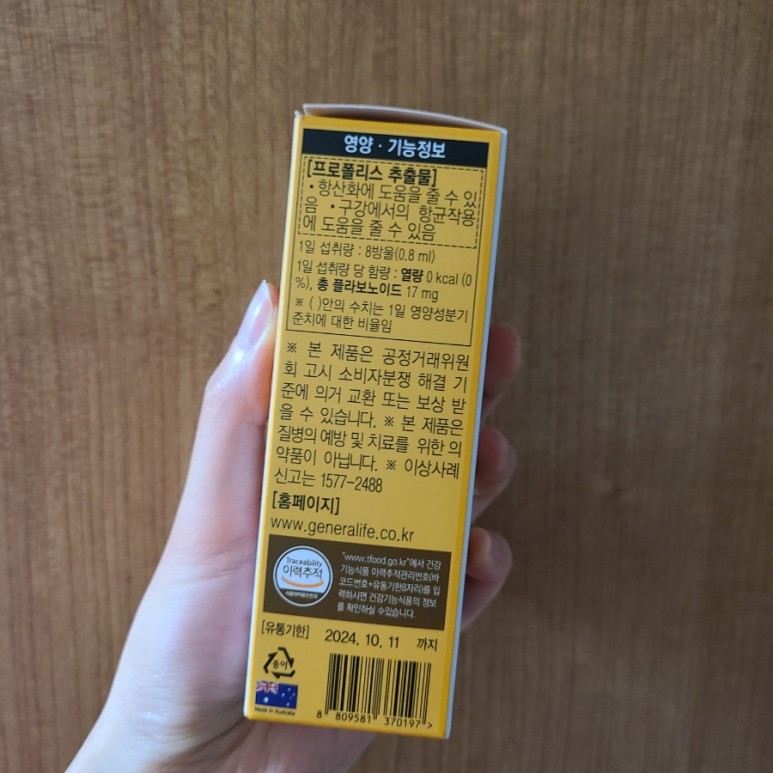 영양 · 기능정보
[프로폴리스 추출물]
• 항산화에 도움을 줄 수 있
음 • 구강에서의 항균작용
에 도움을 줄 수 있음
1일 섭취량 : 8방울(0.8 ml)
1일 섭취량 당 함량 : 열량 0 kcal (0
%), 총 플라보노이드 17 mg
※ ( )안의 수치는 1일 영양성분기
준치에 대한 비율임
※ 본 제품은 공정거래위원
회 고시 소비자분쟁 해결 기
준에 의거 교환 또는 보상 받
을 수 있습니다. ※ 본 제품은
질병의 예방 및 치료를 위한 의
약품이 아닙니다. ※ 이상사례
신고는 1577-2488
[홈페이지]
www.generalife.co.kr
Traceability
이력추적
식품의약품안전처
"www.tfood.go.kr"에서 건강
기능식품 이력추적관리번호(바
코드번호+유통기한8자리)를 입
력하시면 건강기능식품의 정보
를 확인하실 수있습니다.
[유통기한] 2024. 10. 11 까지
종이
Made in Australia
8 809581 370197 >